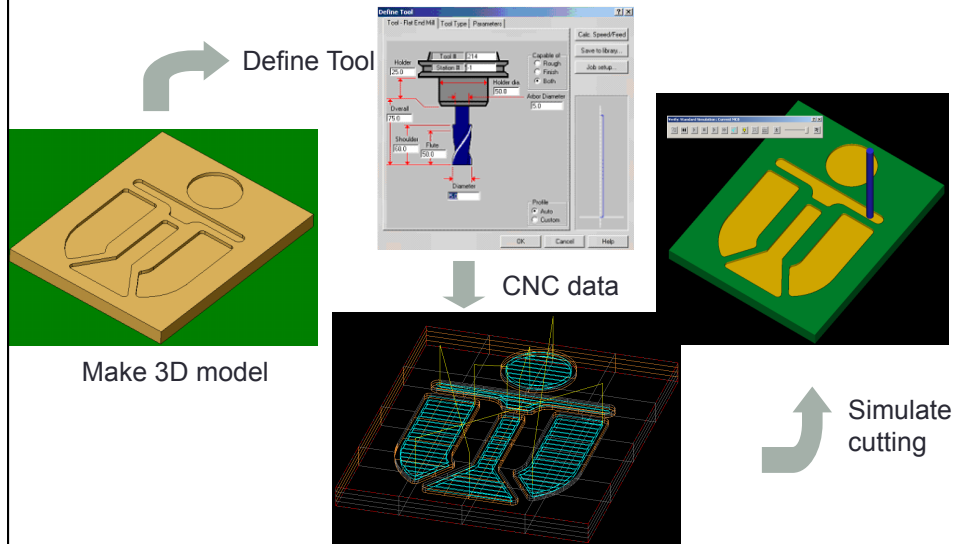 Define Tool
Define Tool
Tool - Flat End Mill Tool Type Parameters
Calc. Speed/Feed
Save to library...
Job setup...
Tool # 214
Station #
Holder
25.0
Capable of
Rough
Finish
Both
Holder dia.
50.0
Arbor Diameter
5.0
Overall
75.0
Shoulder
60.0
Flute
50.0
Diameter
Profile
Auto
Custom
OK Cancel Help
CNC data
Make 3D model
Simulate
cutting